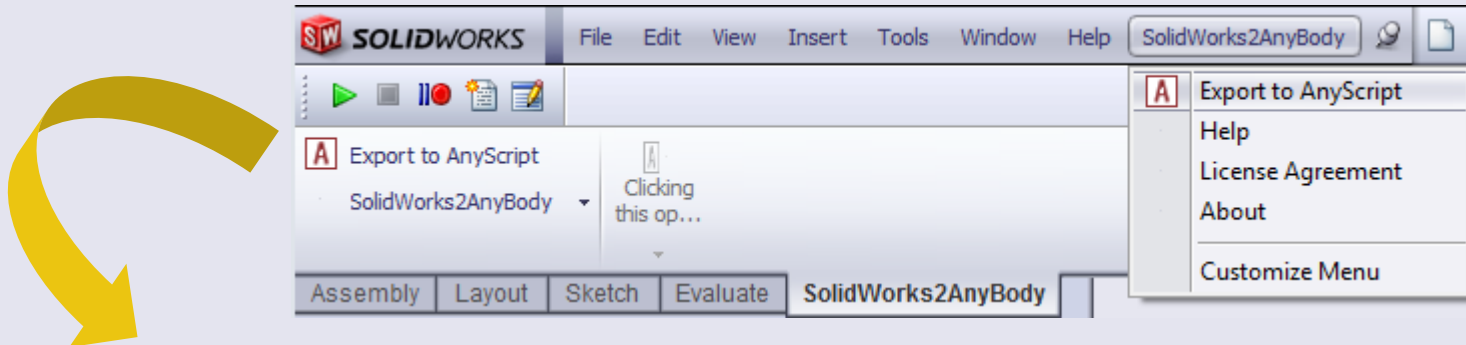 SW SOLIDWORKS File Edit View Insert Tools Window Help SolidWorks2AnyBody
A Export to AnyScript
Help
License Agreement
About
Customize Menu
A Export to AnyScript
SolidWorks2AnyBody
A
Clicking
this op...
Assembly Layout Sketch Evaluate SolidWorks2AnyBody